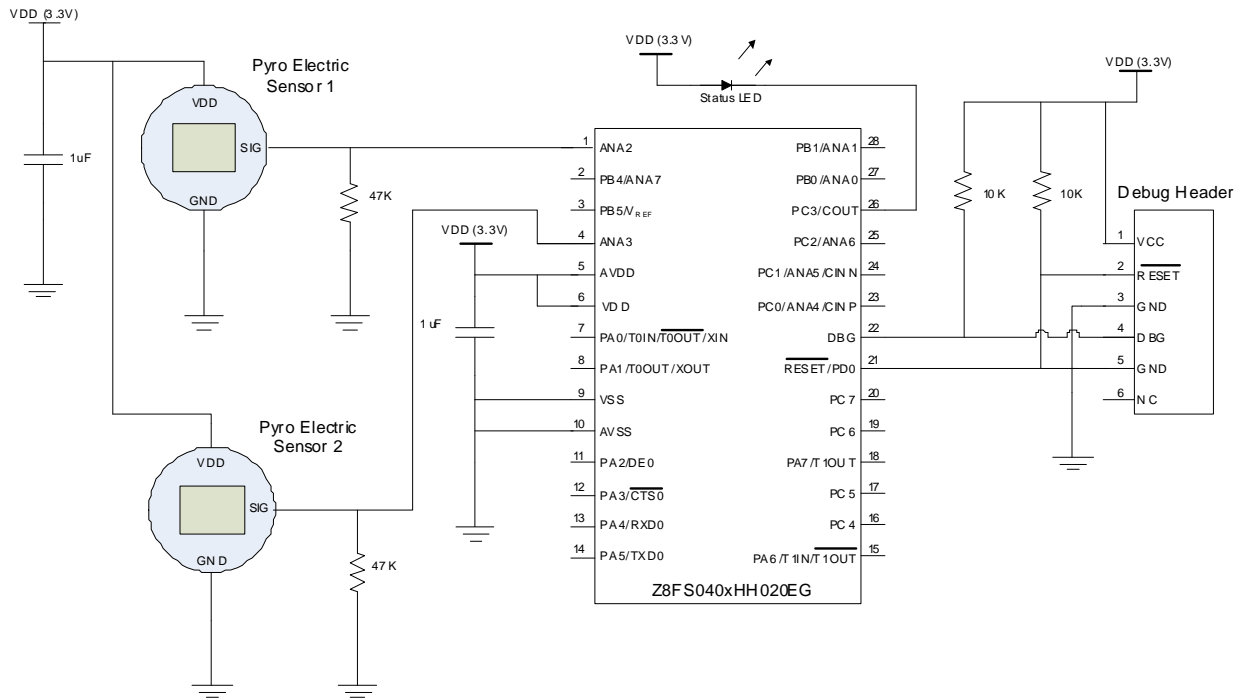 VDD (3.3V)
Pyro Electric
Sensor 1
VDD
SIG
GND
1uF
47K
VDD (3.3V)
Status LED
VDD (3.3V)
10K
10K
Debug Header
1 VCC
2 RESET
3 GND
4 DBG
5 GND
6 NC
VDD (3.3V)
1uF
1 ANA2
2 PB4/ANA7
3 PB5/VREF
4 ANA3
5 AVDD
6 VDD
7 PA0/T0IN/T0OUT/XIN
8 PA1/T0OUT/XOUT
9 VSS
10 AVSS
11 PA2/DE0
12 PA3/CTS0
13 PA4/RXD0
14 PA5/TXD0
PB1/ANA1 28
PB0/ANA0 27
PC3/COUT 26
PC2/ANA6 25
PC1/ANA5/CINN 24
PC0/ANA4/CINP 23
DBG 22
RESET/PD0 21
PC7 20
PC6 19
PA7/T1OUT 18
PC5 17
PC4 16
PA6/T1IN/T1OUT 15
Z8FS040xHH020EG
Pyro Electric
Sensor 2
VDD
SIG
GND
47K